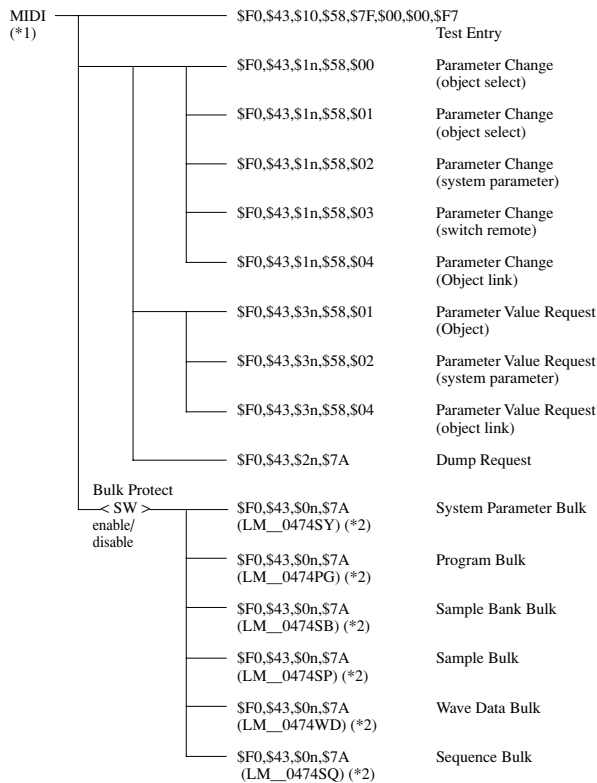 MIDI $F0,$43,$10,$58,$7F,$00,$00,$F7
(*1) Test Entry
$F0,$43,$1n,$58,$00 Parameter Change
(object select)
$F0,$43,$1n,$58,$01 Parameter Change
(object select)
$F0,$43,$1n,$58,$02 Parameter Change
(system parameter)
$F0,$43,$1n,$58,$03 Parameter Change
(switch remote)
$F0,$43,$1n,$58,$04 Parameter Change
(Object link)
$F0,$43,$3n,$58,$01 Parameter Value Request
(Object)
$F0,$43,$3n,$58,$02 Parameter Value Request
(system parameter)
$F0,$43,$3n,$58,$04 Parameter Value Request
(object link)
$F0,$43,$2n,$7A Dump Request
Bulk Protect
< SW > $F0,$43,$0n,$7A System Parameter Bulk
enable/ (LM__0474SY) (*2)
disable
$F0,$43,$0n,$7A Program Bulk
(LM__0474PG) (*2)
$F0,$43,$0n,$7A Sample Bank Bulk
(LM__0474SB) (*2)
$F0,$43,$0n,$7A Sample Bulk
(LM__0474SP) (*2)
$F0,$43,$0n,$7A Wave Data Bulk
(LM__0474WD) (*2)
$F0,$43,$0n,$7A Sequence Bulk
(LM__0474SQ) (*2)